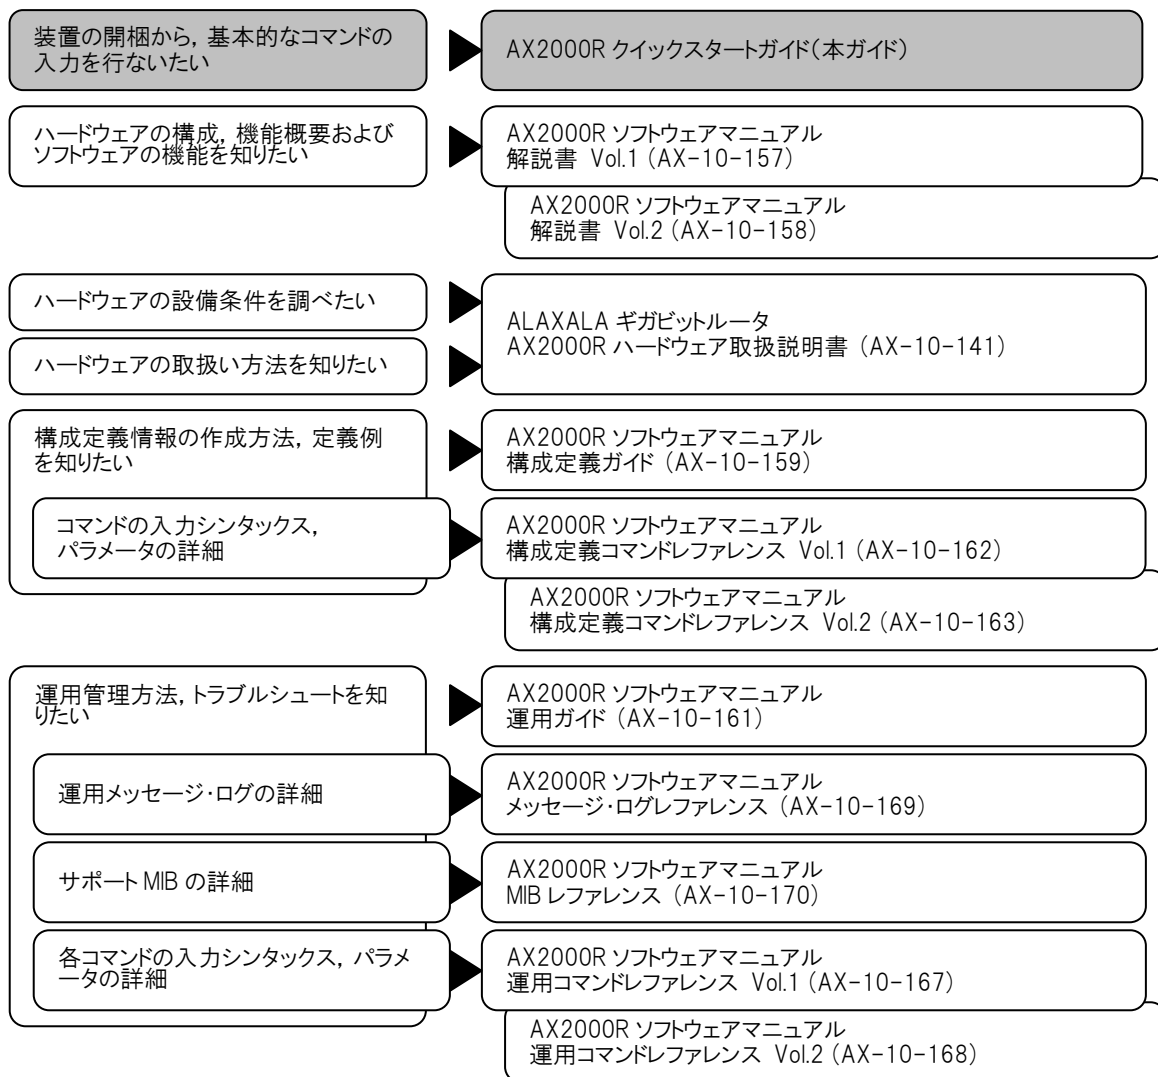 装置の開梱から，基本的なコマンドの
入力を行ないたい
AX2000R クイックスタートガイド（本ガイド）
ハードウェアの構成，機能概要および
ソフトウェアの機能を知りたい
AX2000R ソフトウェアマニュアル
解説書 Vol.1 (AX-10-157)
AX2000R ソフトウェアマニュアル
解説書 Vol.2 (AX-10-158)
ハードウェアの設備条件を調べたい
ハードウェアの取扱い方法を知りたい
ALAXALA ギガビットルータ
AX2000R ハードウェア取扱説明書 (AX-10-141)
構成定義情報の作成方法，定義例
を知りたい
AX2000R ソフトウェアマニュアル
構成定義ガイド (AX-10-159)
コマンドの入力シンタックス，
パラメータの詳細
AX2000R ソフトウェアマニュアル
構成定義コマンドレファレンス Vol.1 (AX-10-162)
AX2000R ソフトウェアマニュアル
構成定義コマンドレファレンス Vol.2 (AX-10-163)
運用管理方法，トラブルシュートを知
りたい
AX2000R ソフトウェアマニュアル
運用ガイド (AX-10-161)
運用メッセージ・ログの詳細
AX2000R ソフトウェアマニュアル
メッセージ・ログレファレンス (AX-10-169)
サポート MIB の詳細
AX2000R ソフトウェアマニュアル
MIB レファレンス (AX-10-170)
各コマンドの入力シンタックス，パラメ
ータの詳細
AX2000R ソフトウェアマニュアル
運用コマンドレファレンス Vol.1 (AX-10-167)
AX2000R ソフトウェアマニュアル
運用コマンドレファレンス Vol.2 (AX-10-168)